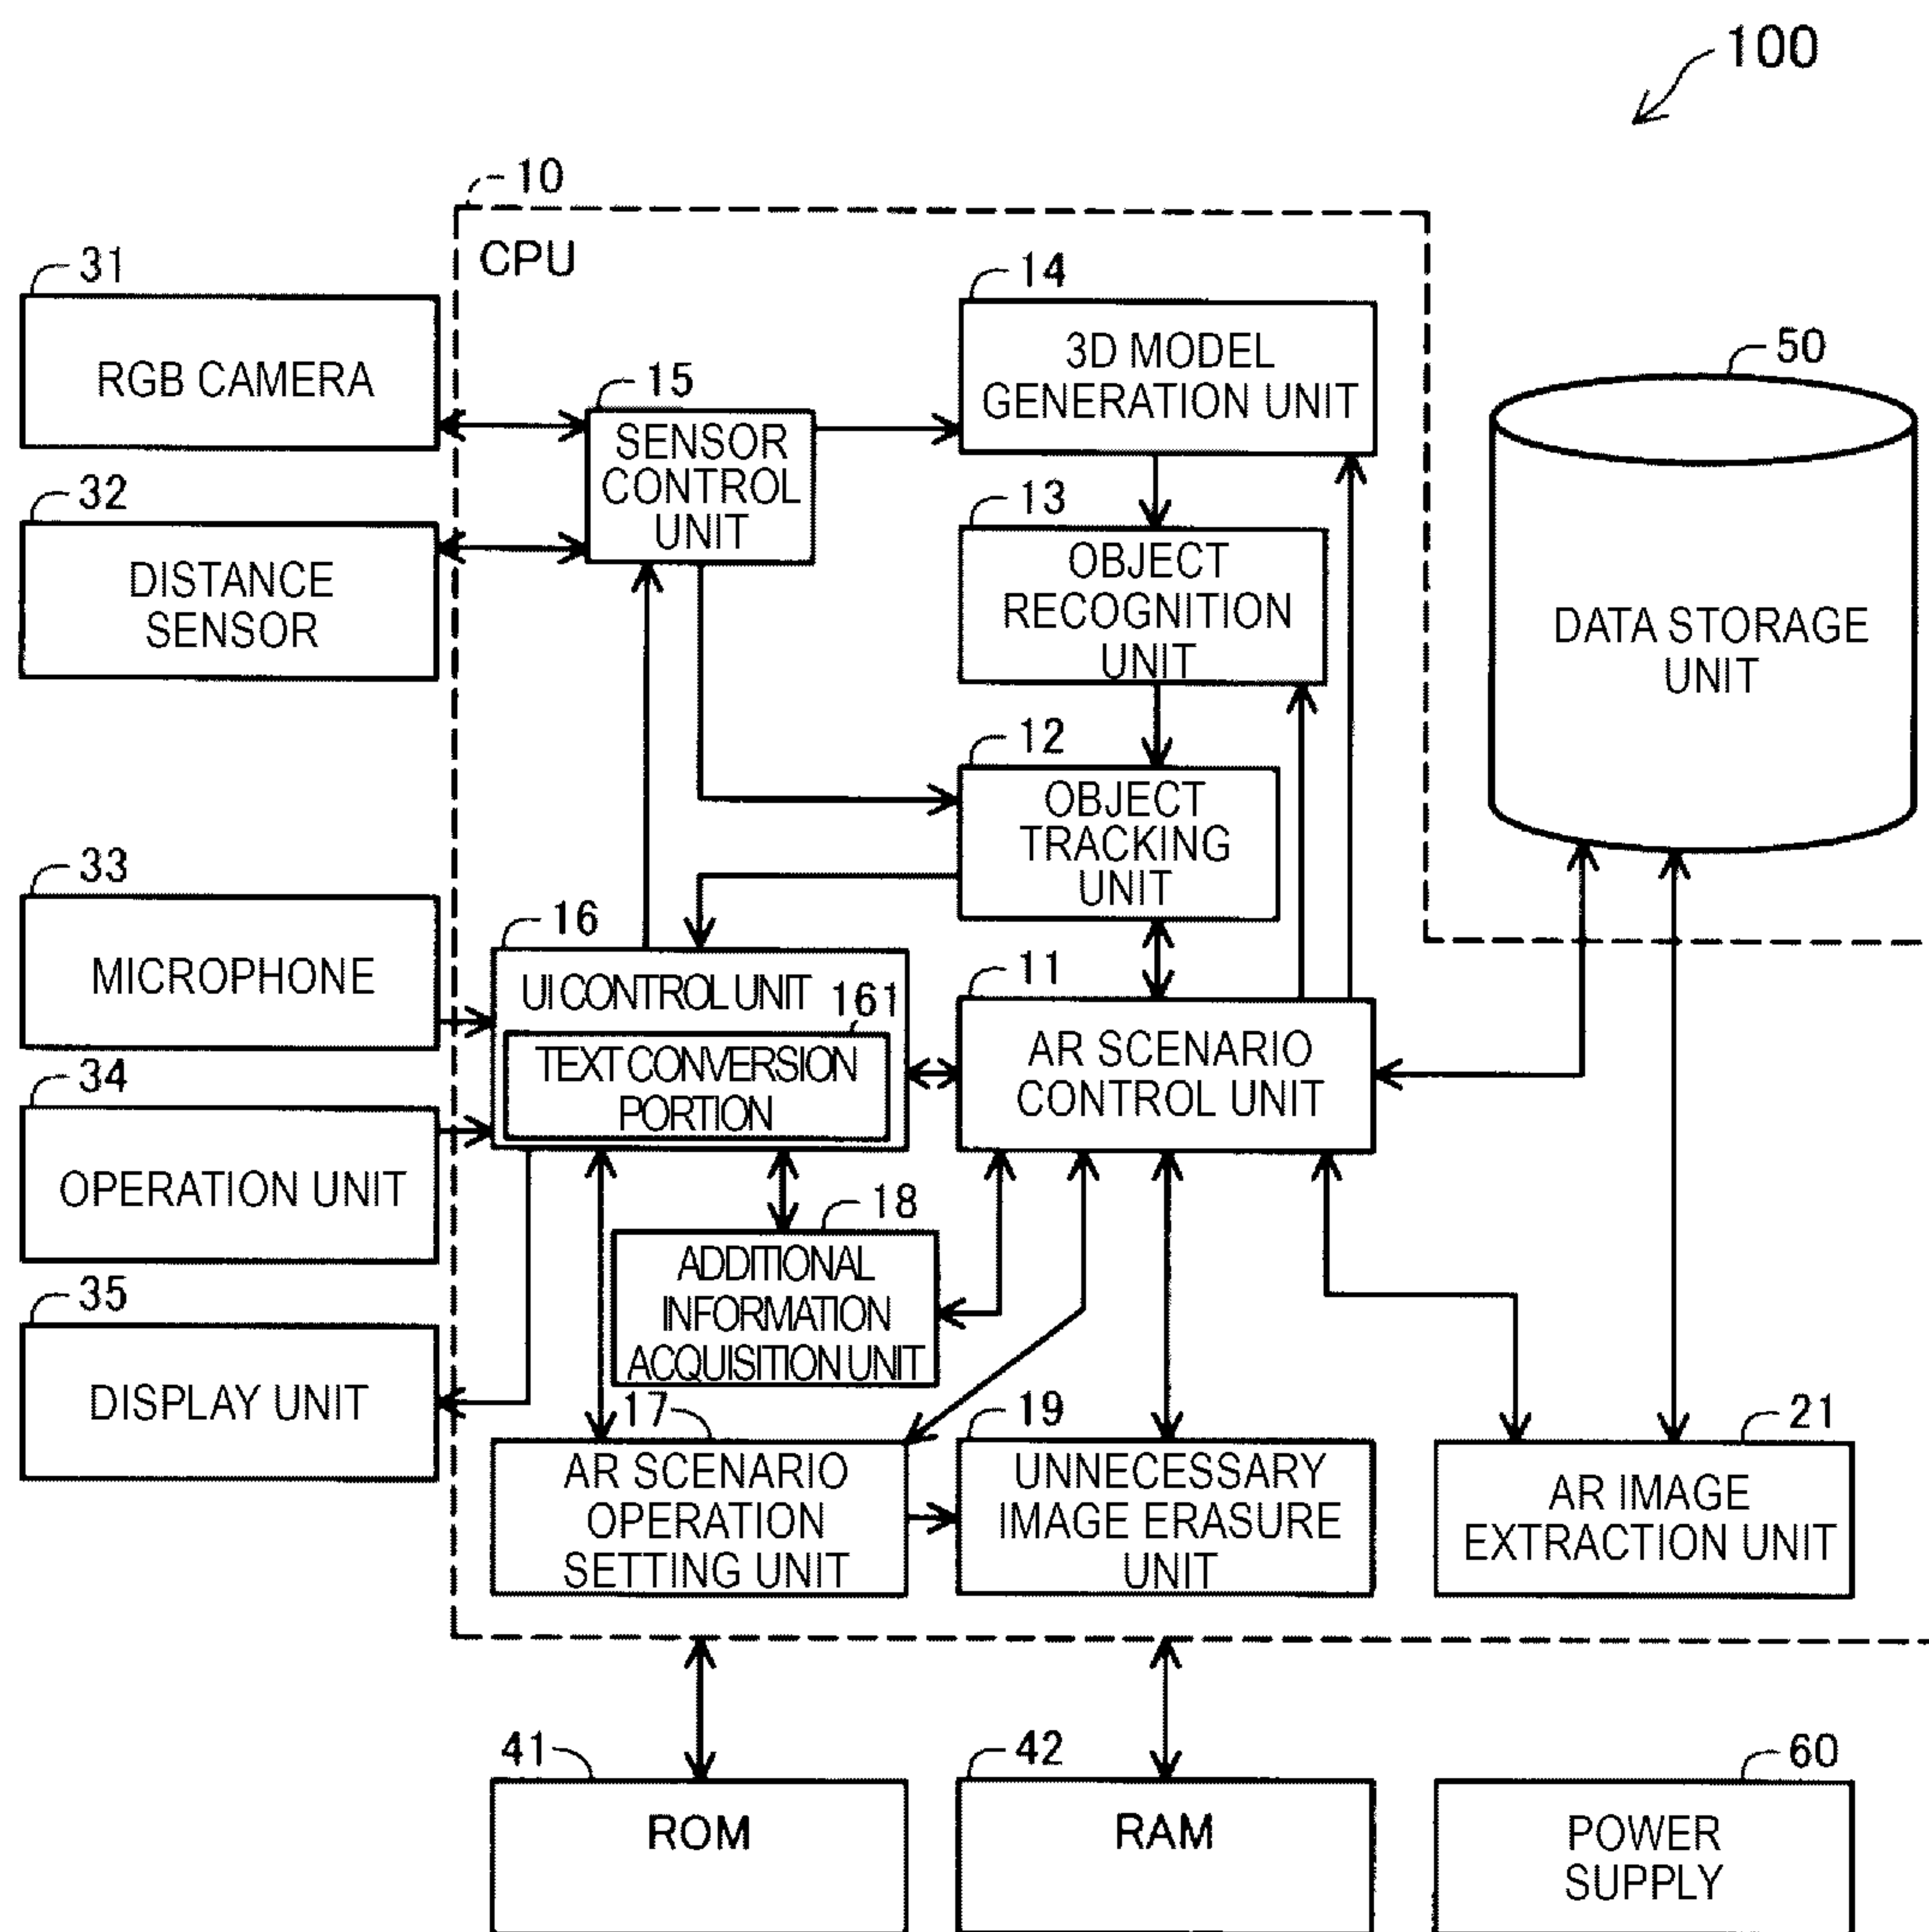 100
10
CPU
31
RGB CAMERA
14
3D MODEL
GENERATION UNIT
50
DATA STORAGE
UNIT
15
SENSOR
CONTROL
UNIT
32
DISTANCE
SENSOR
13
OBJECT
RECOGNITION
UNIT
12
OBJECT
TRACKING
UNIT
33
MICROPHONE
16
UI CONTROL UNIT
161
TEXT CONVERSION
PORTION
11
AR SCENARIO
CONTROL UNIT
34
OPERATION UNIT
18
ADDITIONAL
INFORMATION
ACQUISITION UNIT
35
DISPLAY UNIT
17
AR SCENARIO
OPERATION
SETTING UNIT
19
UNNECESSARY
IMAGE ERASURE
UNIT
21
AR IMAGE
EXTRACTION UNIT
41
ROM
42
RAM
60
POWER
SUPPLY